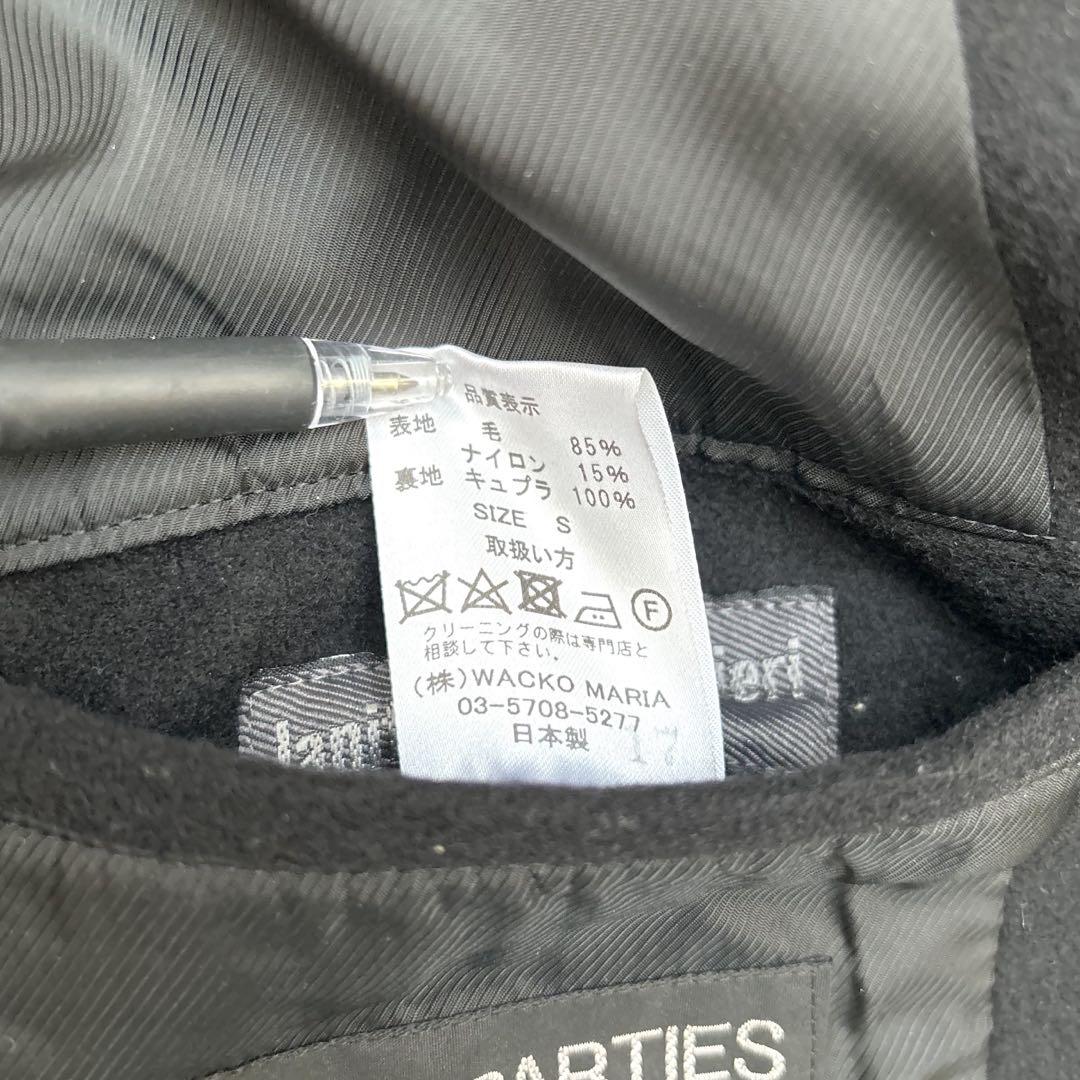 品質表示
表地 毛 85%
ナイロン 15%
裏地 キュプラ 100%
SIZE S
取扱い方
F
クリーニングの際は専門店と
相談して下さい。
(株)WACKO MARIA
03-5708-5277
日本製
17
PARTIES